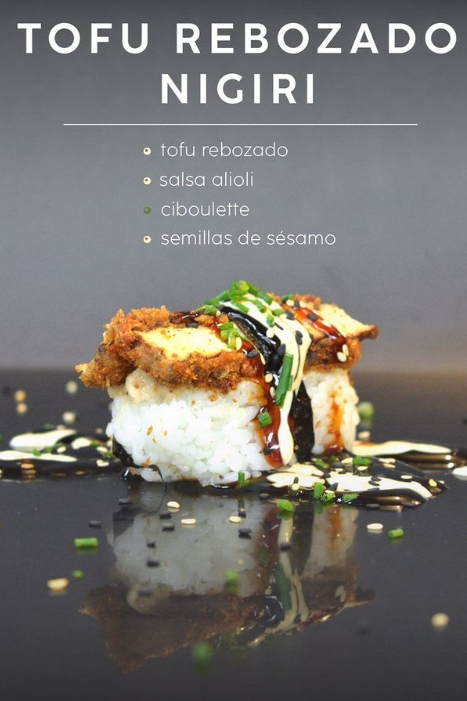 TOFU REBOZADO
NIGIRI
tofu rebozado
salsa alioli
ciboulette
semillas de sésamo